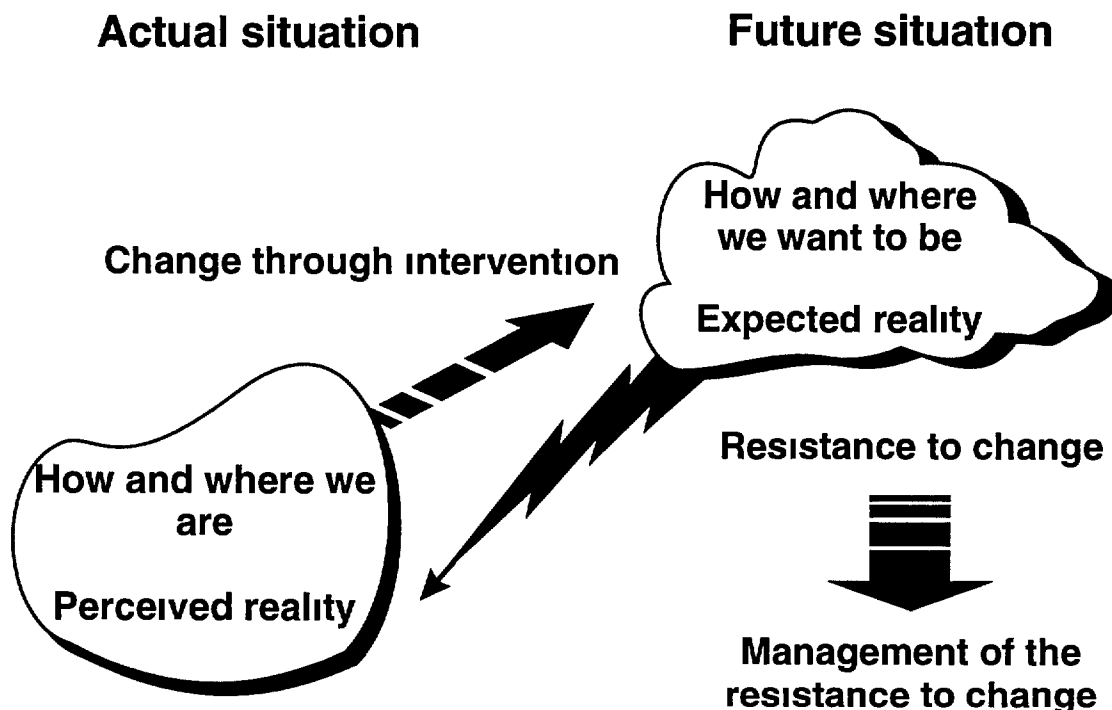 Actual situation
Future situation
How and where
we want to be
Expected reality
Change through intervention
How and where we
are
Perceived reality
Resistance to change
Management of the
resistance to change